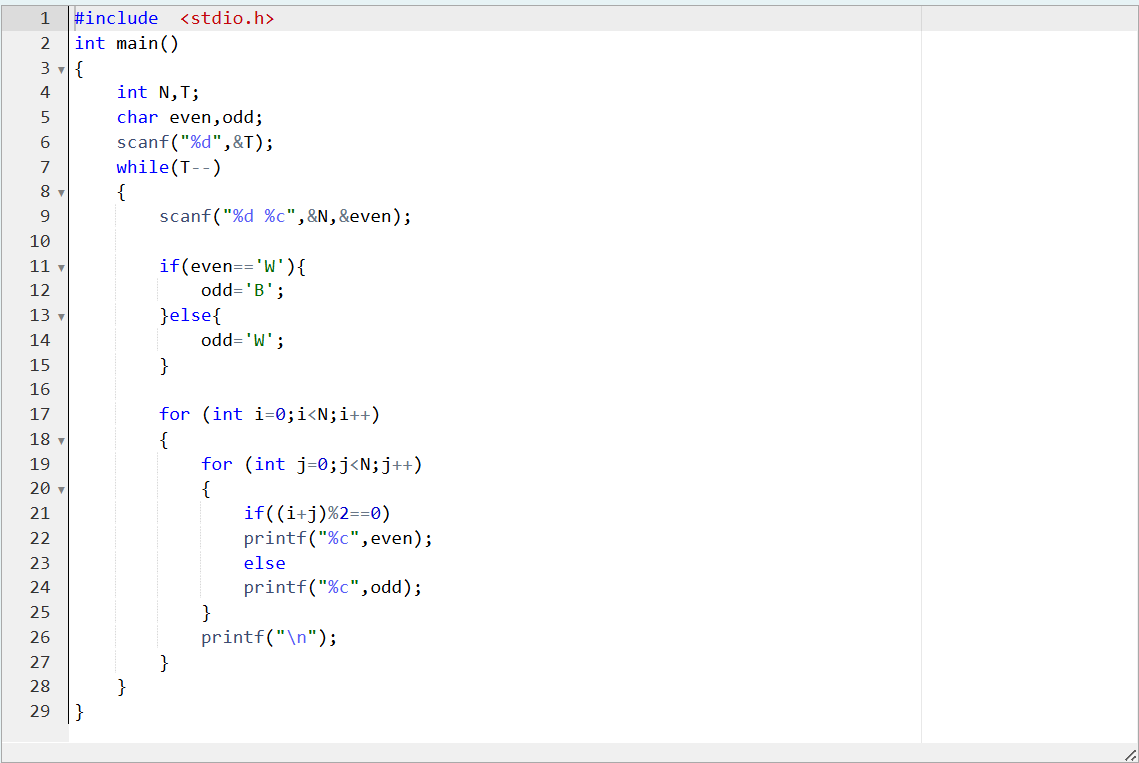 1 #include  <stdio.h>
2 int main()
3 {
4     int N,T;
5     char even,odd;
6     scanf("%d",&T);
7     while(T--)
8     {
9         scanf("%d %c",&N,&even);
10
11         if(even=='W'){
12             odd='B';
13         }else{
14             odd='W';
15         }
16
17         for (int i=0;i<N;i++)
18         {
19             for (int j=0;j<N;j++)
20             {
21                 if((i+j)%2==0)
22                 printf("%c",even);
23                 else
24                 printf("%c",odd);
25             }
26             printf("\n");
27         }
28     }
29 }